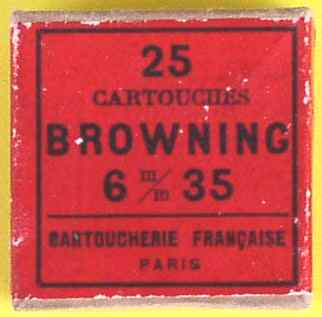 25
CARTOUCHES
BROWNING
6 m/m 35
CARTOUCHERIE FRANÇAISE
PARIS